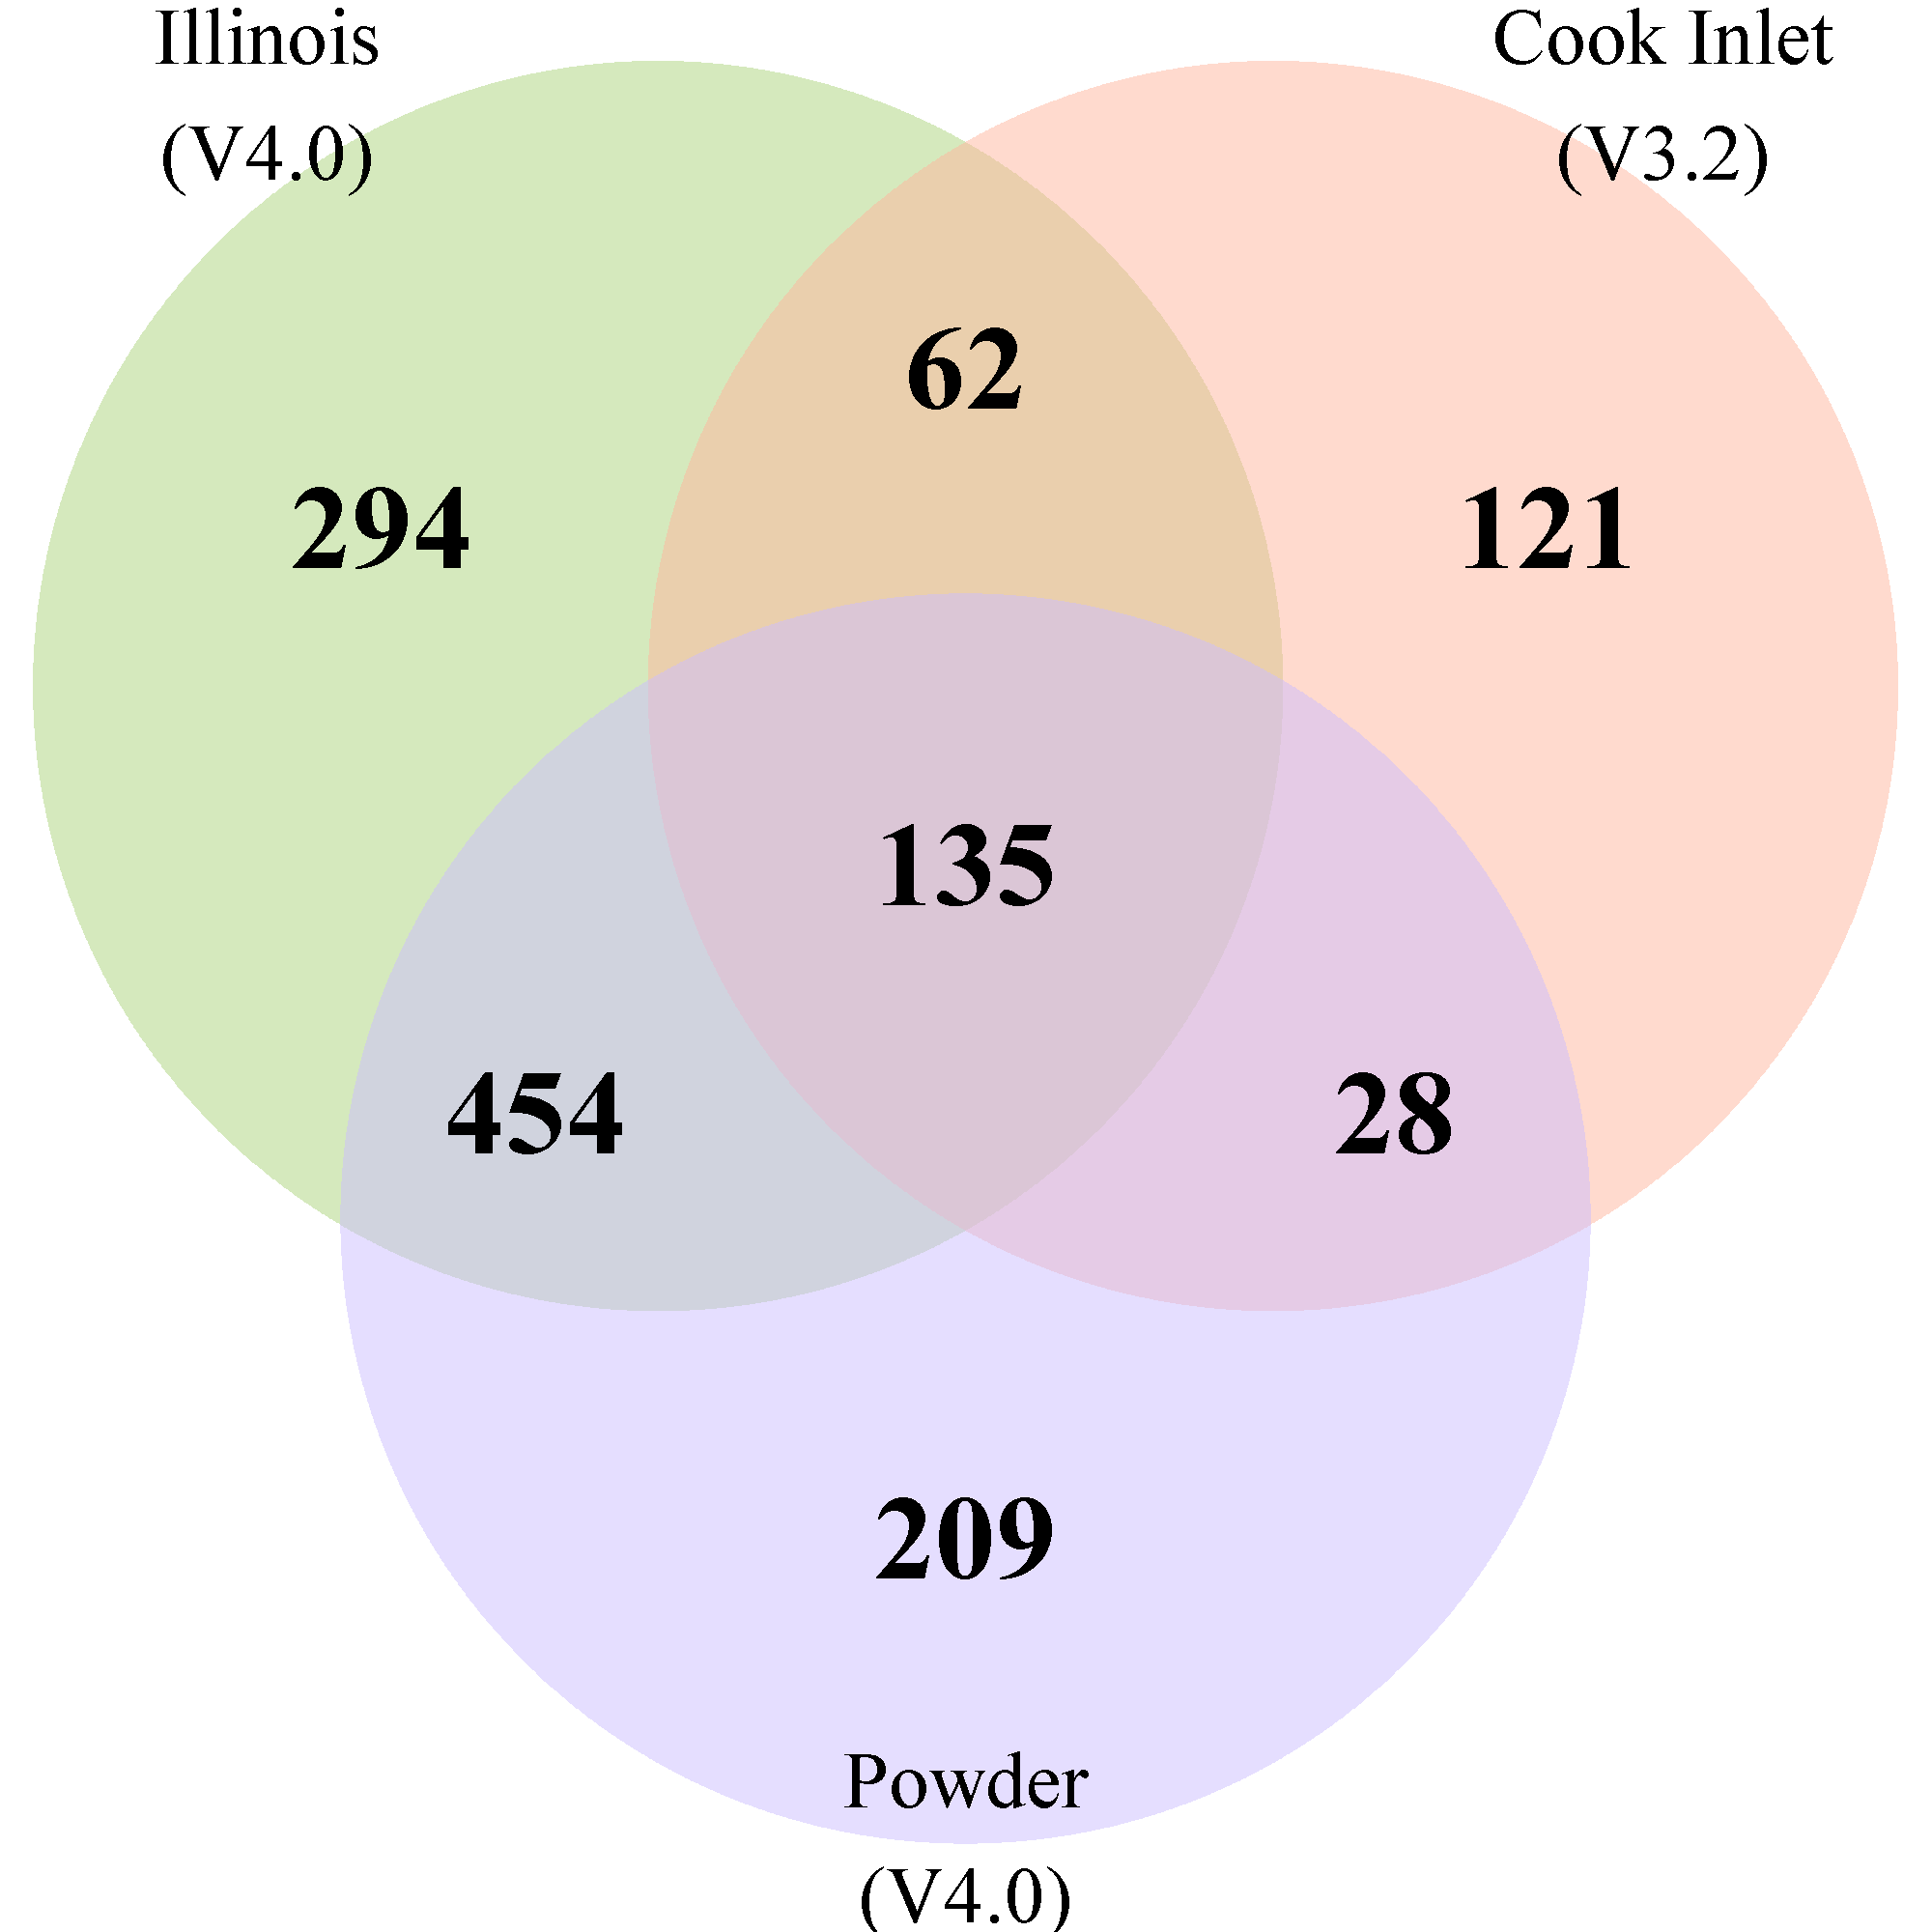 Illinois
(V4.0)
Cook Inlet
(V3.2)
62
294
121
135
454
28
209
Powder
(V4.0)